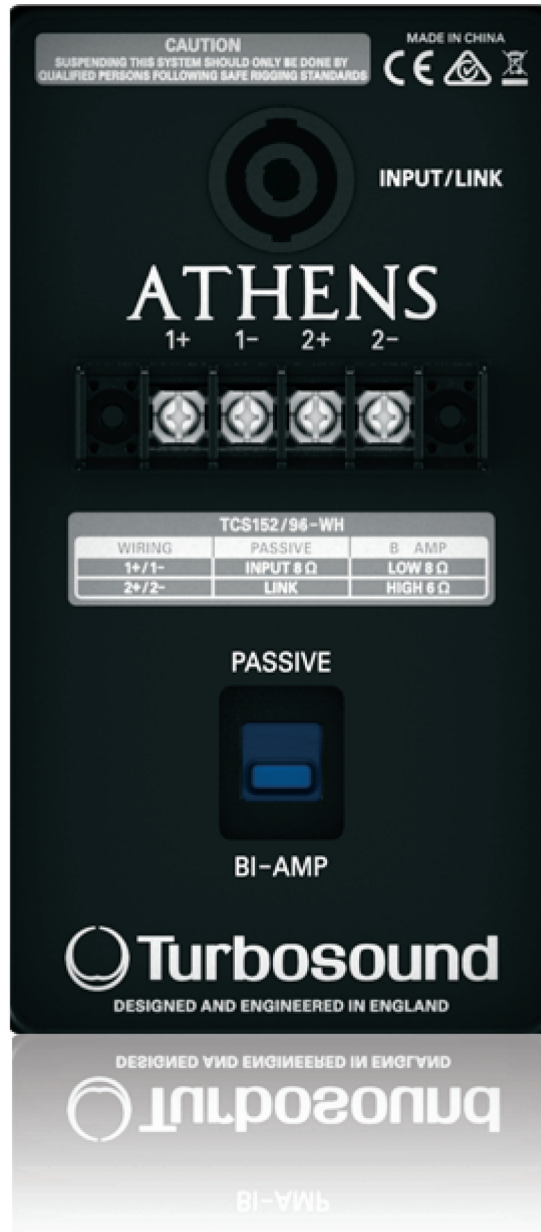 CAUTION
SUSPENDING THIS SYSTEM SHOULD ONLY BE DONE BY
QUALIFIED PERSONS FOLLOWING SAFE RIGGING STANDARDS
MADE IN CHINA
CE
INPUT/LINK
ATHENS
1+ 1- 2+ 2-
TCS152/96-WH
WIRING PASSIVE B AMP
1+/1- INPUT 8 Ω LOW 8 Ω
2+/2- LINK HIGH 6 Ω
PASSIVE
BI-AMP
Turbosound
DESIGNED AND ENGINEERED IN ENGLAND
DESIGNED AND ENGINEERED IN ENGLAND
Turbosound
BI-AMP